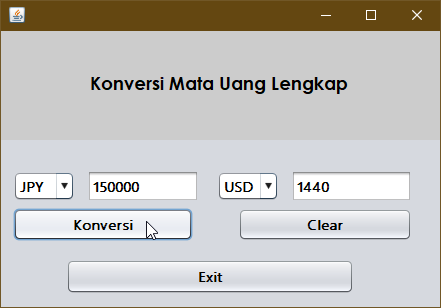 Konversi Mata Uang Lengkap
JPY 150000 USD 1440
Konversi Clear
Exit